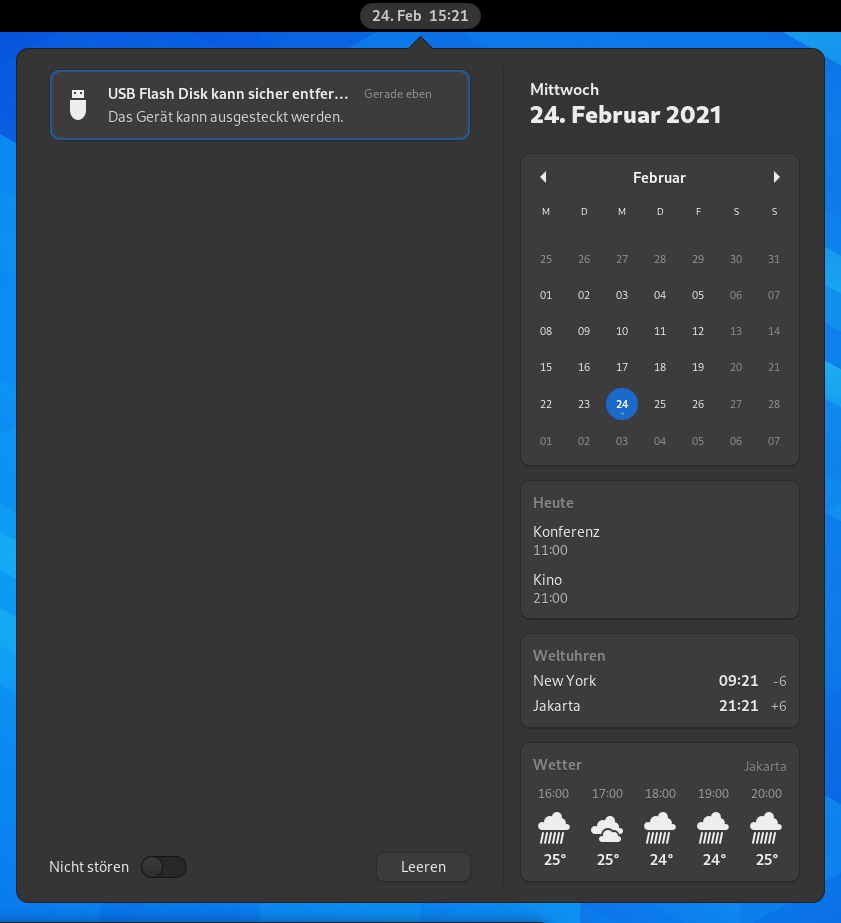 24. Feb 15:21
USB Flash Disk kann sicher entfer… Gerade eben
Das Gerät kann ausgesteckt werden.
Nicht stören
Leeren
Mittwoch
24. Februar 2021
Februar
M D M D F S S
25 26 27 28 29 30 31
01 02 03 04 05 06 07
08 09 10 11 12 13 14
15 16 17 18 19 20 21
22 23 24 25 26 27 28
01 02 03 04 05 06 07
Heute
Konferenz
11:00
Kino
21:00
Weltuhren
New York 09:21 -6
Jakarta 21:21 +6
Wetter Jakarta
16:00 17:00 18:00 19:00 20:00
25° 25° 24° 24° 25°